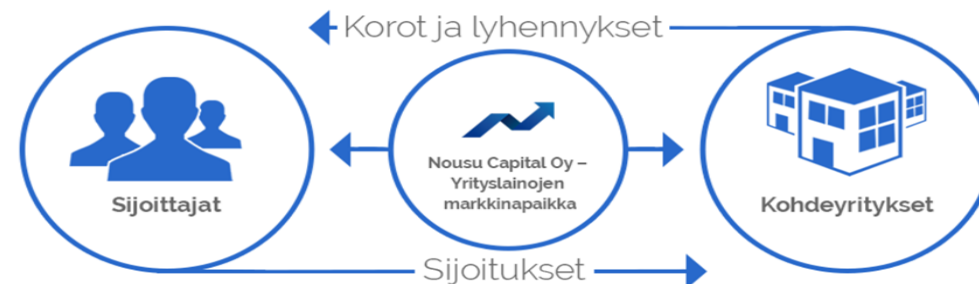 Korot ja lyhennykset
Sijoittajat
Nousu Capital Oy –
Yrityslainojen
markkinapaikka
Kohdeyritykset
Sijoitukset